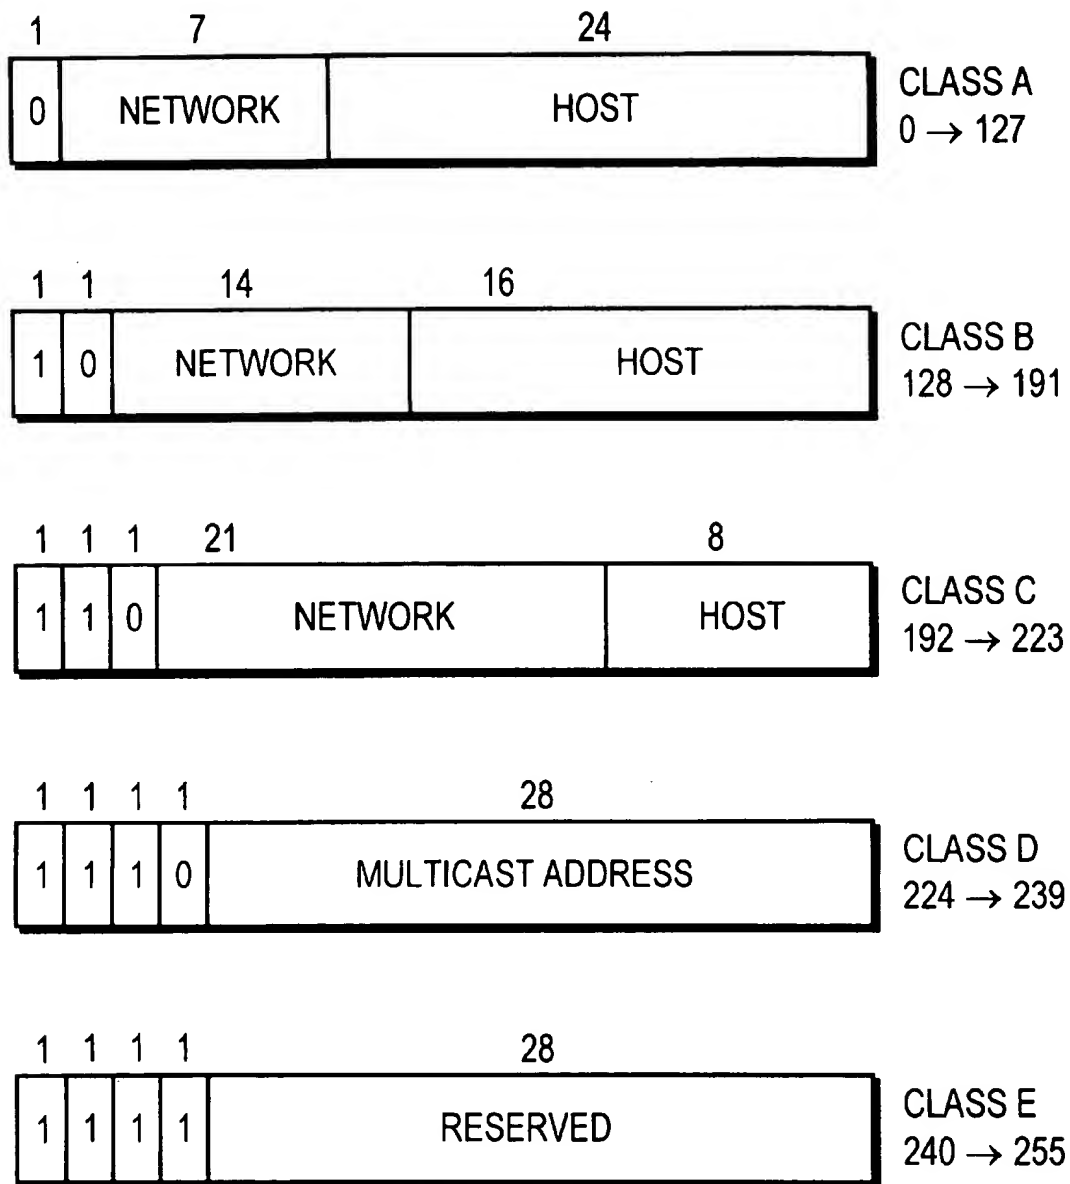 1 7 24
0 NETWORK HOST
CLASS A
0 → 127
1 1 14 16
1 0 NETWORK HOST
CLASS B
128 → 191
1 1 1 21 8
1 1 0 NETWORK HOST
CLASS C
192 → 223
1 1 1 1 28
1 1 1 0 MULTICAST ADDRESS
CLASS D
224 → 239
1 1 1 1 28
1 1 1 1 RESERVED
CLASS E
240 → 255